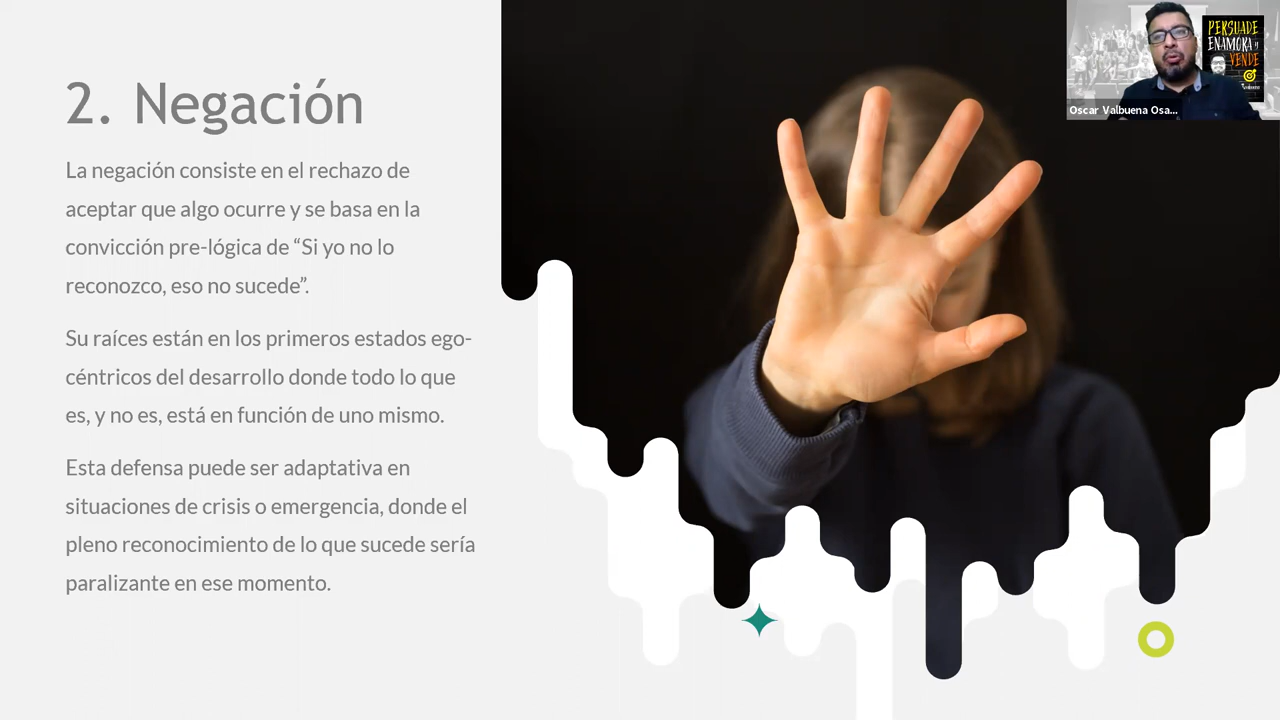 2. Negación
La negación consiste en el rechazo de
aceptar que algo ocurre y se basa en la
convicción pre-lógica de “Si yo no lo
reconozco, eso no sucede”.
Su raíces están en los primeros estados ego-
céntricos del desarrollo donde todo lo que
es, y no es, está en función de uno mismo.
Esta defensa puede ser adaptativa en
situaciones de crisis o emergencia, donde el
pleno reconocimiento de lo que sucede sería
paralizante en ese momento.
PERSUADE
ENAMORA y
VENDE
Oscar Valbuena Osa...